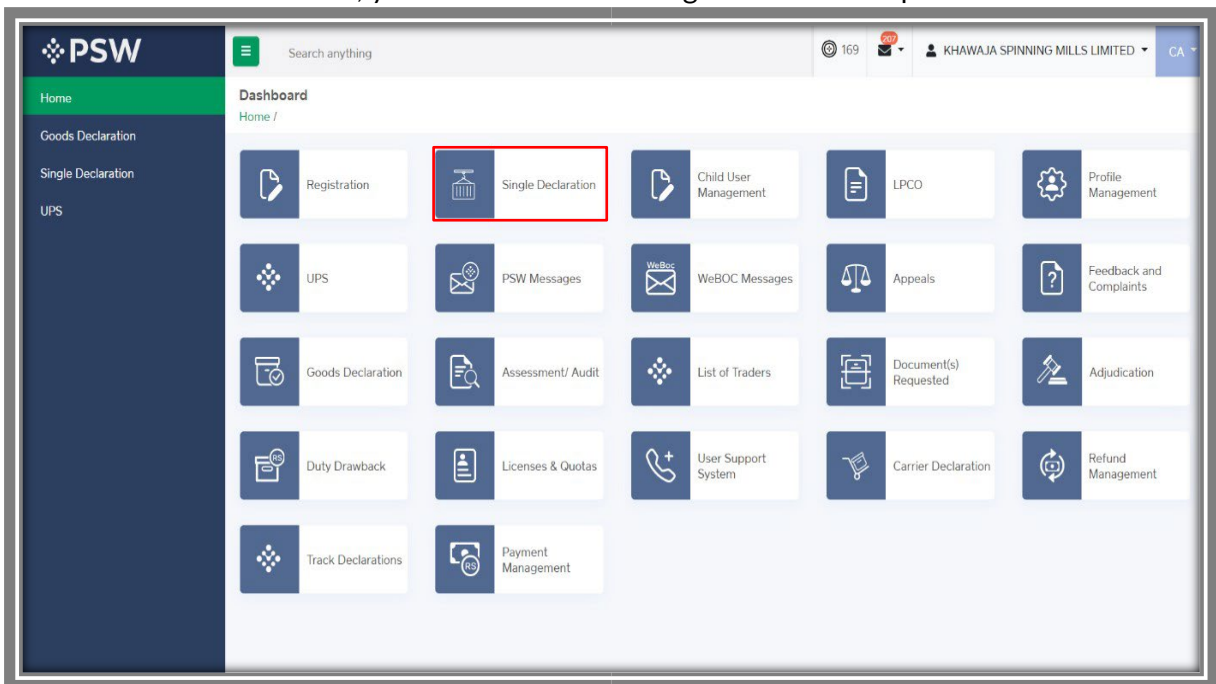 PSW
Search anything
169
207
KHAWAJA SPINNING MILLS LIMITED
CA
Home
Goods Declaration
Single Declaration
UPS
Dashboard
Home /
Registration
Single Declaration
Child User
Management
LPCO
Profile
Management
UPS
PSW Messages
WeBoc
WeBOC Messages
Appeals
?
Feedback and
Complaints
Goods Declaration
Assessment/ Audit
List of Traders
Document(s)
Requested
Adjudication
RS
Duty Drawback
Licenses & Quotas
User Support
System
Carrier Declaration
Refund
Management
Track Declarations
RS
Payment
Management